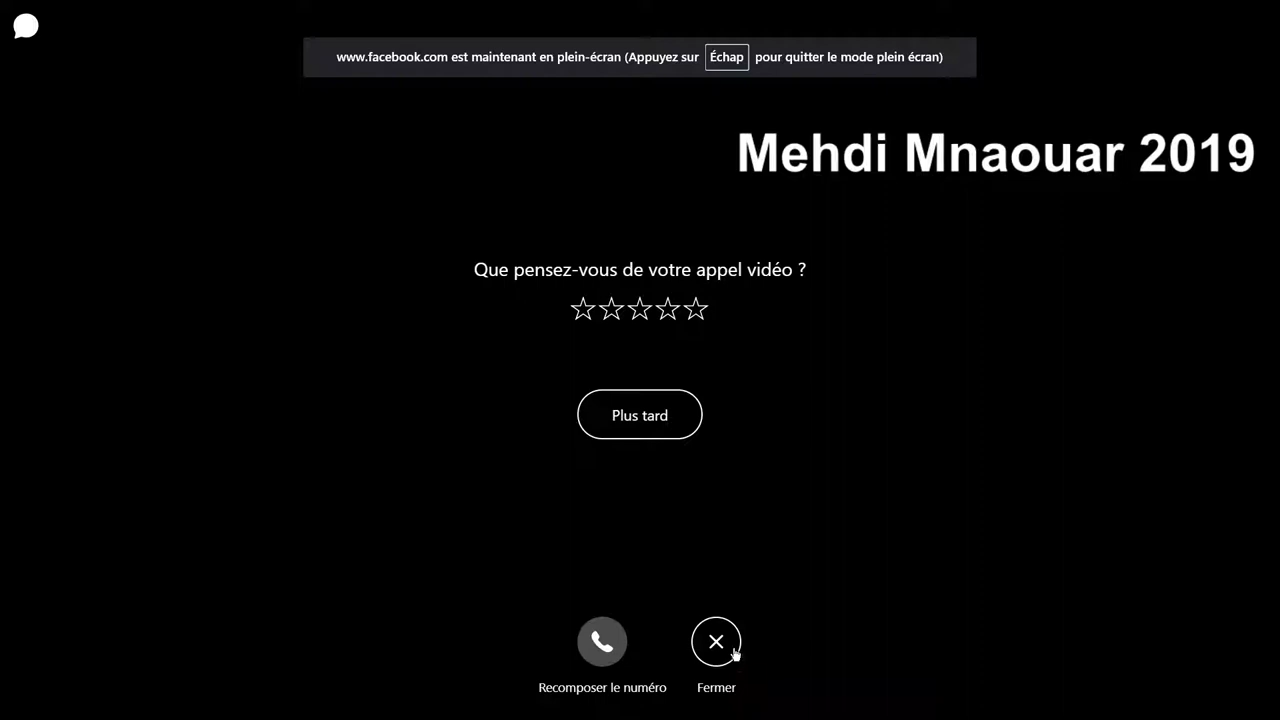 www.facebook.com est maintenant en plein-écran (Appuyez sur Échap pour quitter le mode plein écran)
Mehdi Mnaouar 2019
Que pensez-vous de votre appel vidéo ?
Plus tard
Recomposer le numéro
Fermer